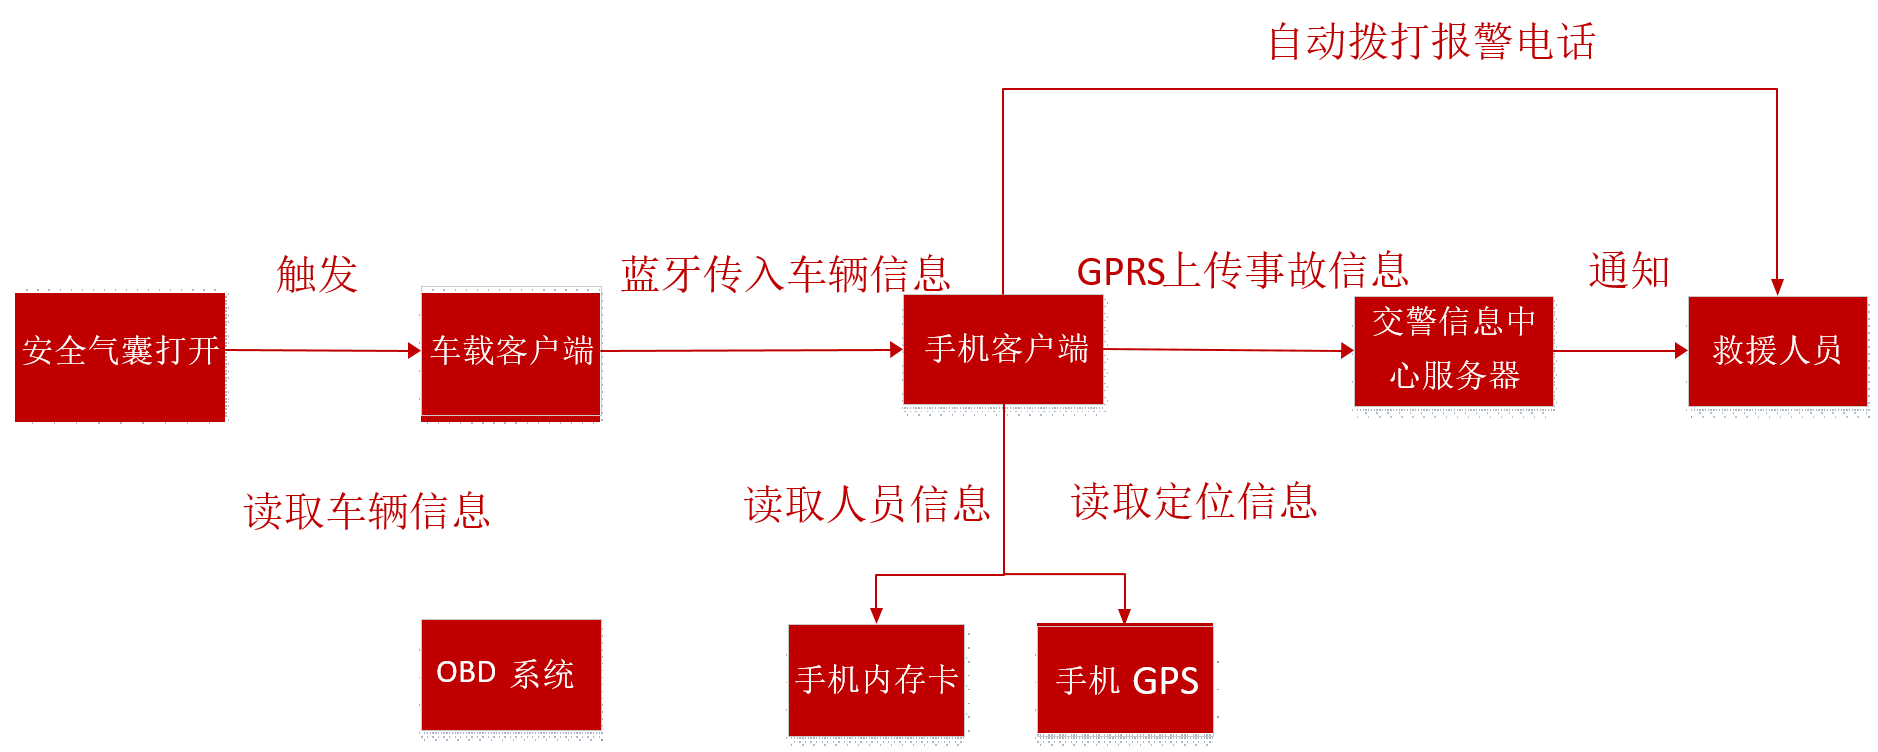 自动拨打报警电话
触发
蓝牙传入车辆信息
GPRS上传事故信息
通知
安全气囊打开
车载客户端
手机客户端
交警信息中
心服务器
救援人员
读取车辆信息
读取人员信息
读取定位信息
OBD 系统
手机内存卡
手机 GPS